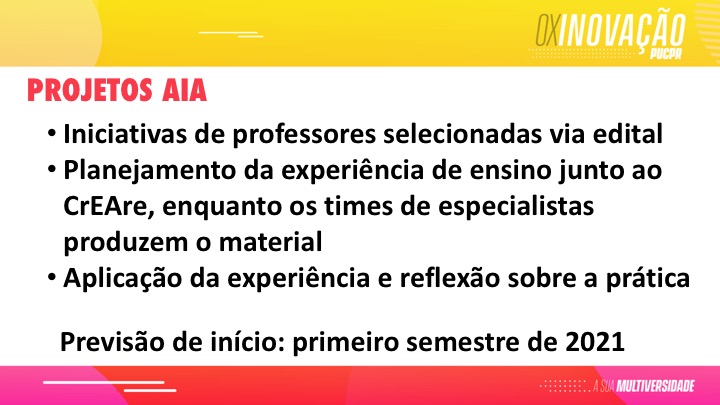 OXINOVAÇÃO
PUCPR
PROJETOS AIA
• Iniciativas de professores selecionadas via edital
• Planejamento da experiência de ensino junto ao
CrEAre, enquanto os times de especialistas
produzem o material
• Aplicação da experiência e reflexão sobre a prática
Previsão de início: primeiro semestre de 2021
A SUA MULTIVERSIDADE